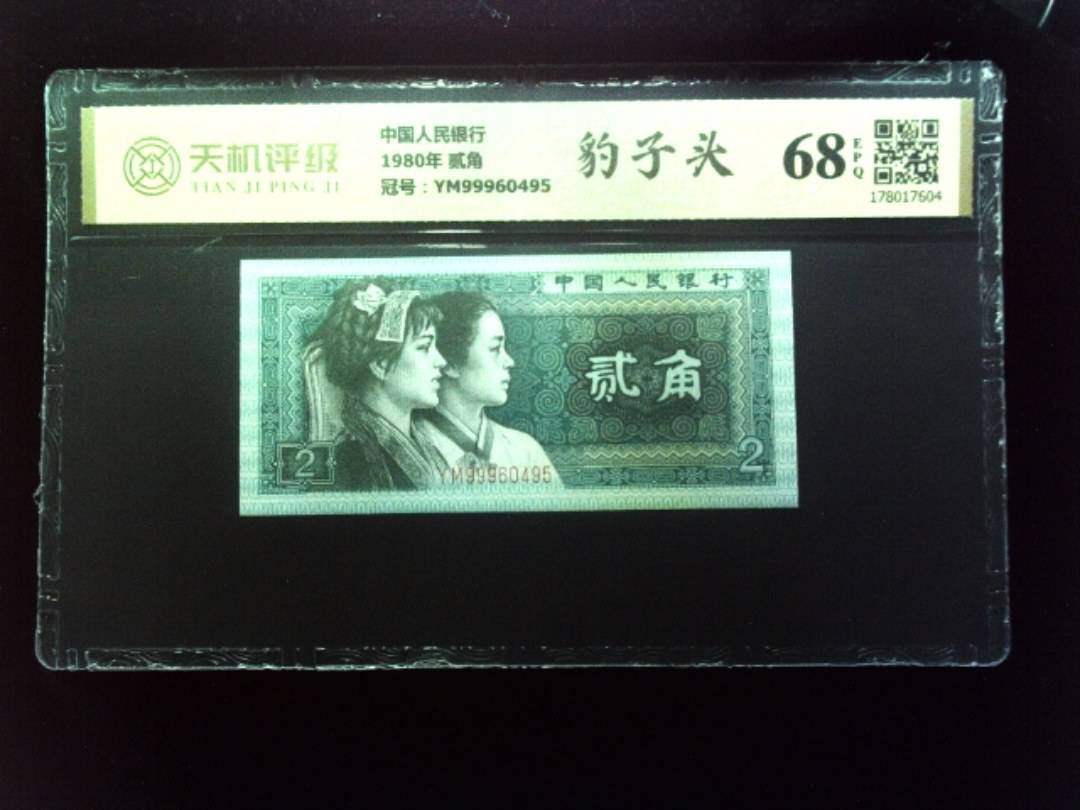 天机评级
TIAN JI PING JI
中国人民银行
1980年 贰角
冠号：YM99960495
豹子头
68
EPQ
178017604
中国人民银行
贰角
2
2
YM99960495